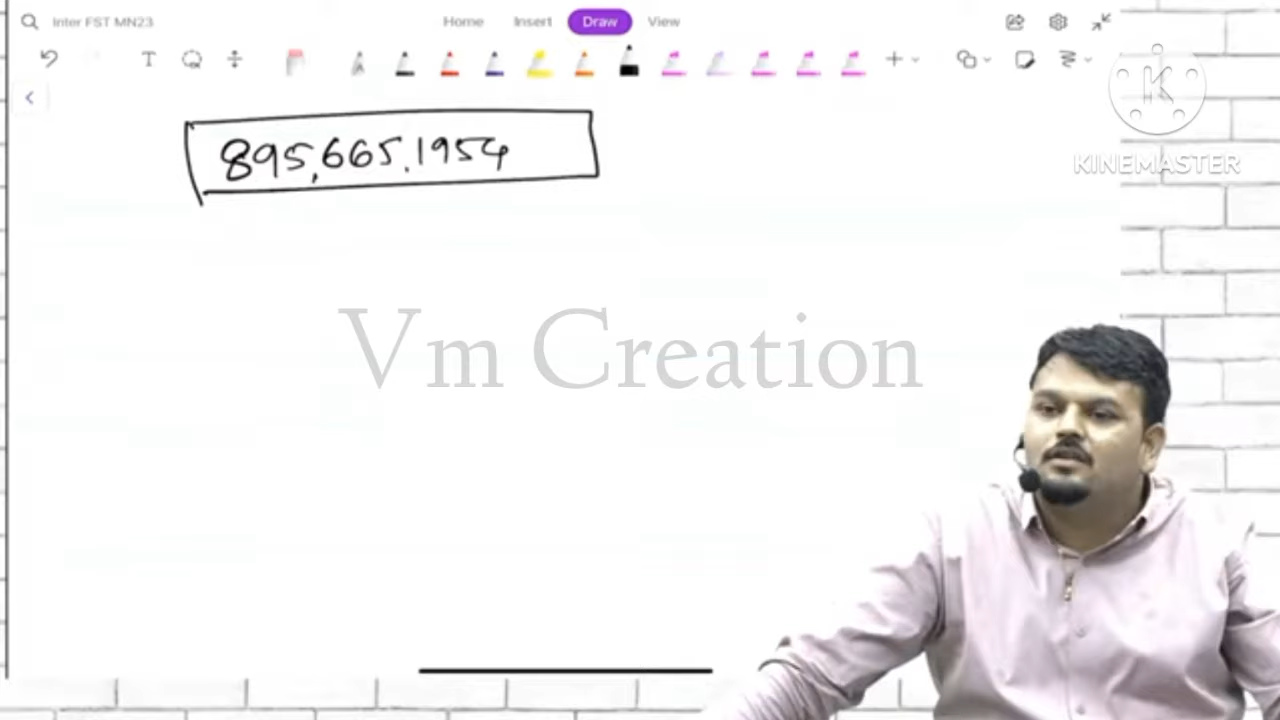 Inter FST MN23
Home Insert Draw View
T
K
KINEMASTER
895,665,1954
Vm Creation